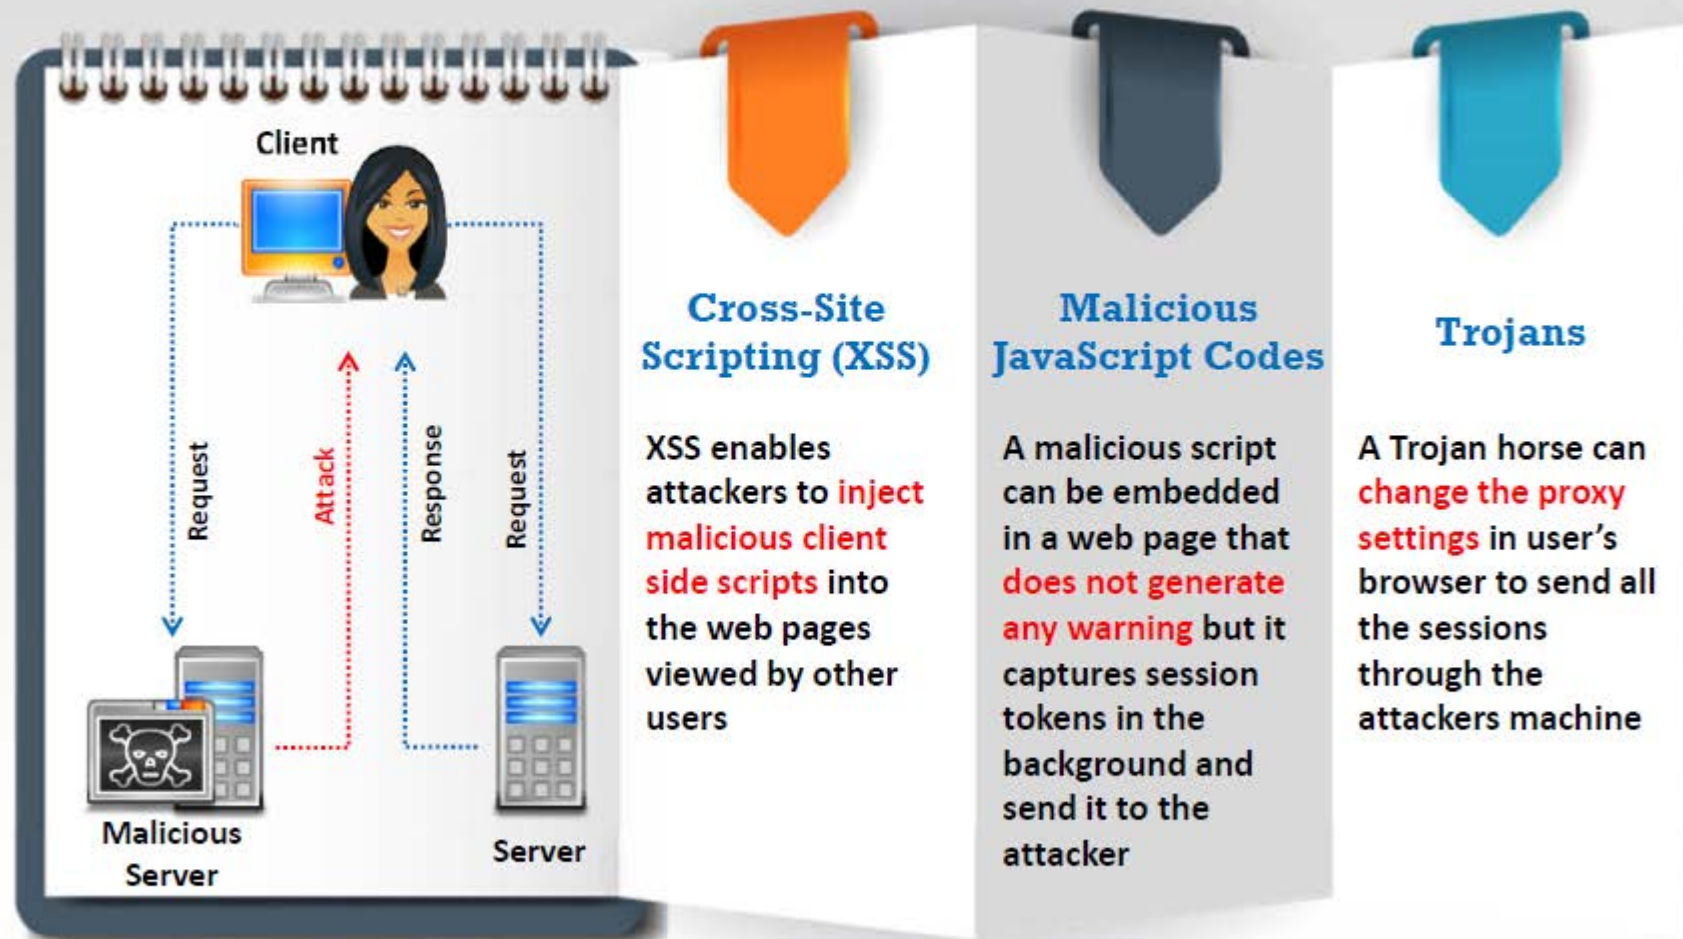 Client
Request
Attack
Response
Request
Malicious
Server
Server
Cross-Site
Scripting (XSS)
XSS enables
attackers to inject
malicious client
side scripts into
the web pages
viewed by other
users
Malicious
JavaScript Codes
A malicious script
can be embedded
in a web page that
does not generate
any warning but it
captures session
tokens in the
background and
send it to the
attacker
Trojans
A Trojan horse can
change the proxy
settings in user's
browser to send all
the sessions
through the
attackers machine